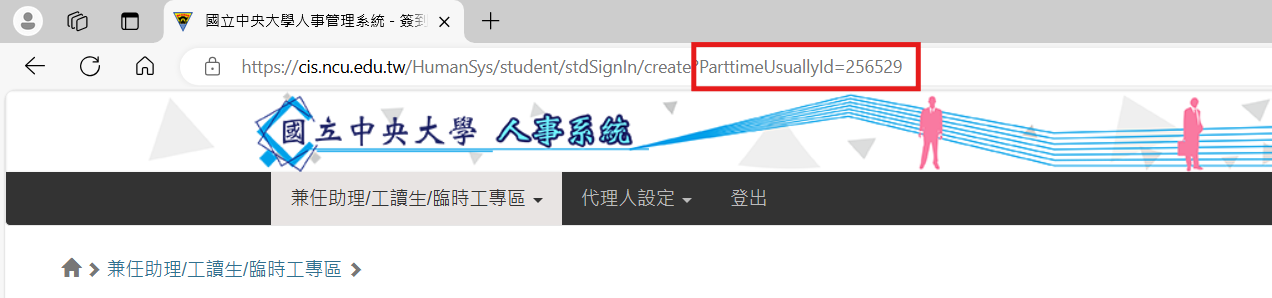 國立中央大學人事管理系統 - 簽到
https://cis.ncu.edu.tw/HumanSys/student/stdSignIn/create?ParttimeUsuallyId=256529
國立中央大學 人事系統
兼任助理/工讀生/臨時工專區 代理人設定 登出
兼任助理/工讀生/臨時工專區